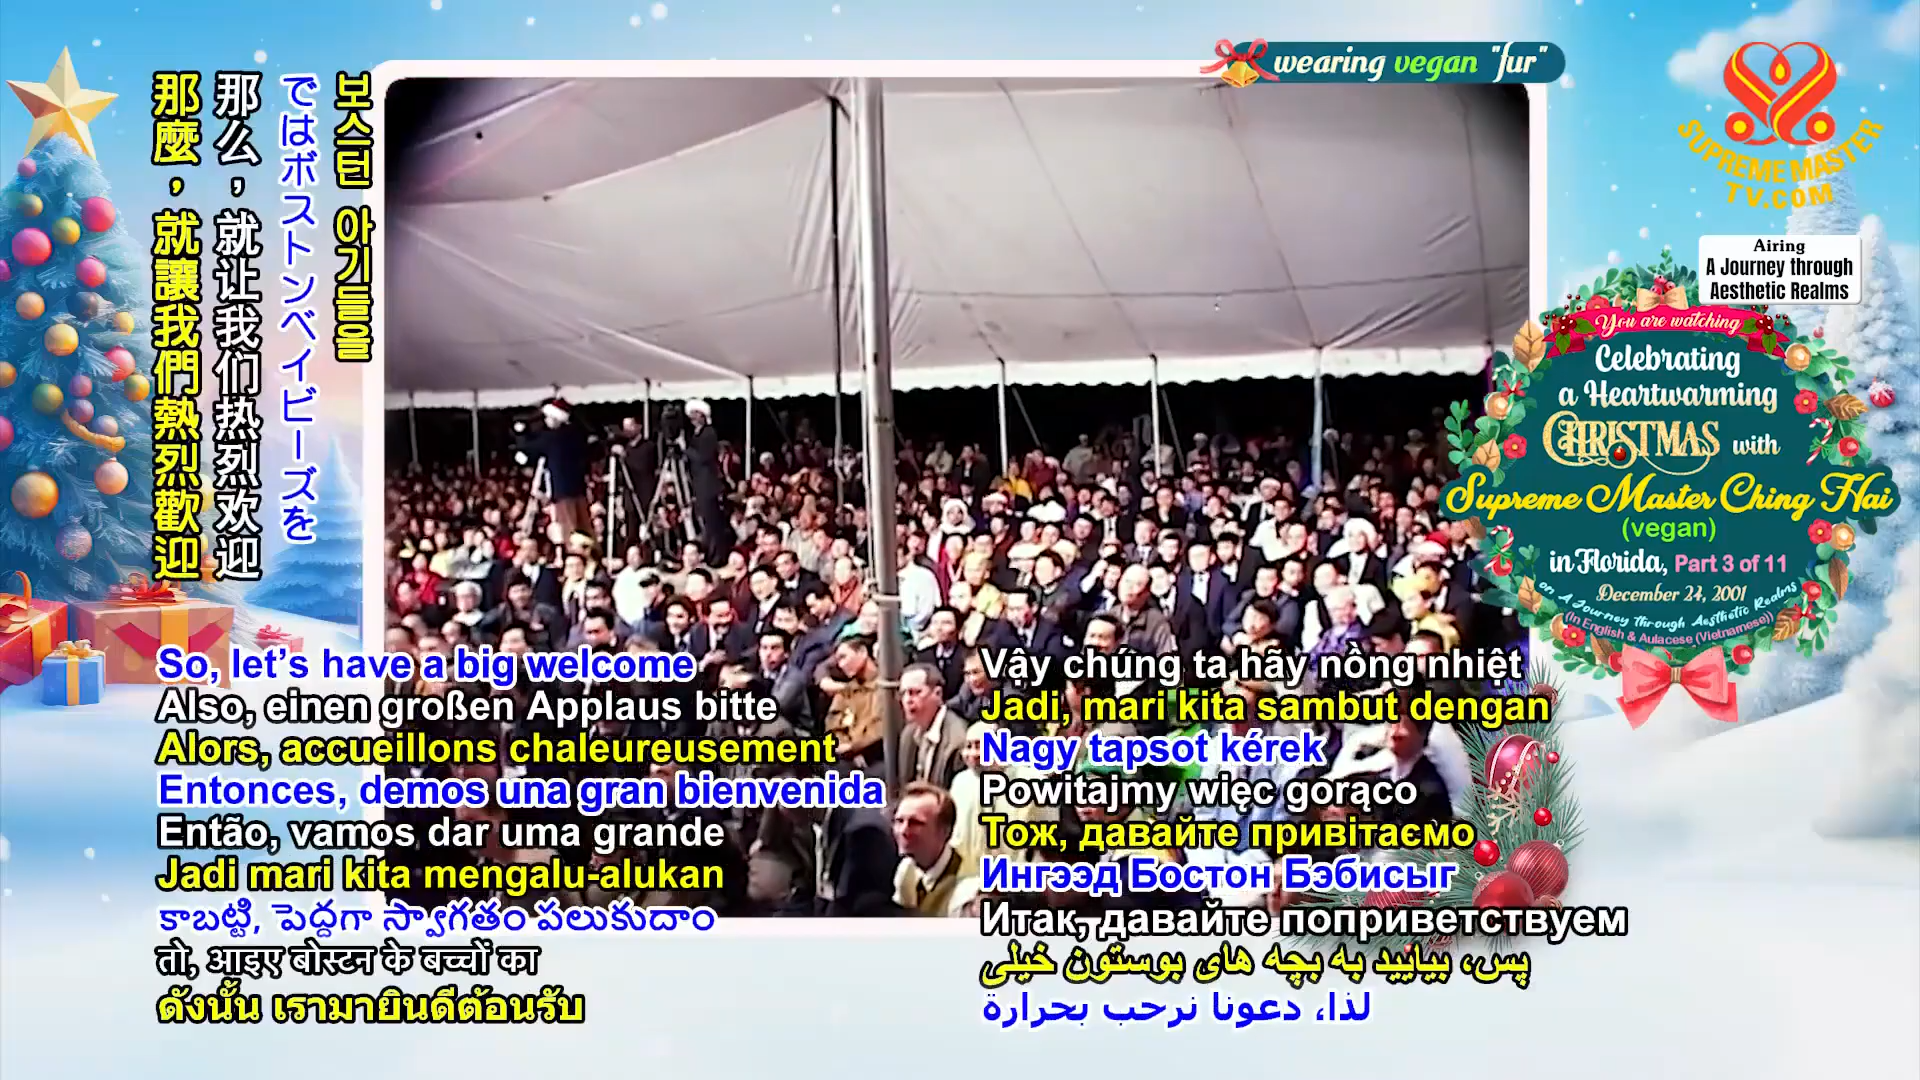 wearing vegan "fur"
SUPREME MASTER
TV.COM
Airing
A Journey through
Aesthetic Realms
You are watching
Celebrating
a Heartwarming
CHRISTMAS with
Supreme Master Ching Hai
(vegan)
in Florida, Part 3 of 11
December 24, 2001
on A Journey through Aesthetic Realms
(In English & Aulacese (Vietnamese))
보스턴 아기들을
ではボストンベイビーズを
那么，就让我们热烈欢迎
那麼，就讓我們熱烈歡迎
So, let's have a big welcome
Also, einen großen Applaus bitte
Alors, accueillons chaleureusement
Entonces, demos una gran bienvenida
Então, vamos dar uma grande
Jadi mari kita mengalu-alukan
కాబట్టి, పెద్దగా స్వాగతం పలుకుదాం
तो, आइए बोस्टन के बच्चों का
ดังนั้น เรามายินดีต้อนรับ
Vậy chúng ta hãy nồng nhiệt
Jadi, mari kita sambut dengan
Nagy tapsot kérek
Powitajmy więc gorąco
Тож, давайте привітаємо
Ингээд Бостон Бэбисыг
Итак, давайте поприветствуем
پس، بیایید به بچه های بوستون خیلی
لذا، دعونا نرحب بحرارة